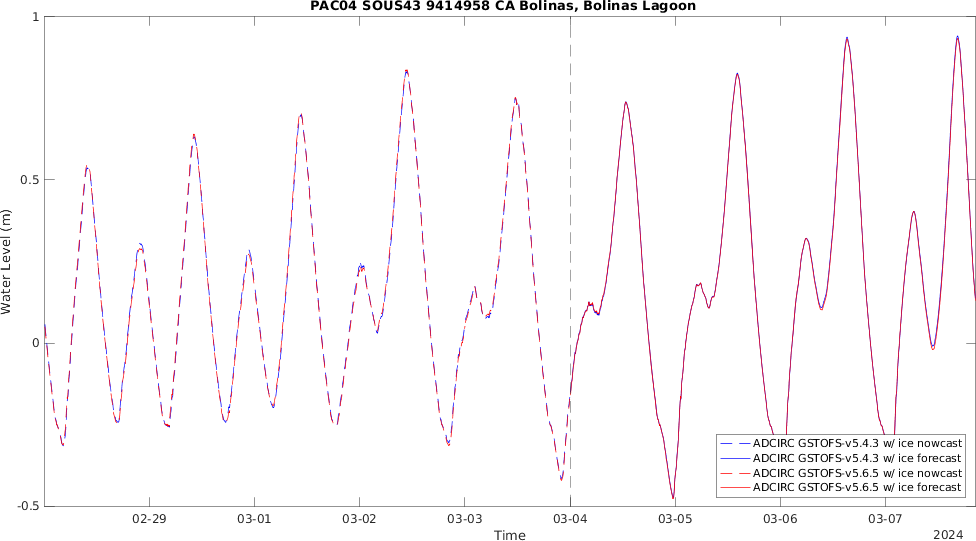 PAC04 SOUS43 9414958 CA Bolinas, Bolinas Lagoon
1
0.5
0
-0.5
Water Level (m)
ADCIRC GSTOFS-v5.4.3 w/ ice nowcast
ADCIRC GSTOFS-v5.4.3 w/ ice forecast
ADCIRC GSTOFS-v5.6.5 w/ ice nowcast
ADCIRC GSTOFS-v5.6.5 w/ ice forecast
02-29 03-01 03-02 03-03 03-04 03-05 03-06 03-07
Time
2024